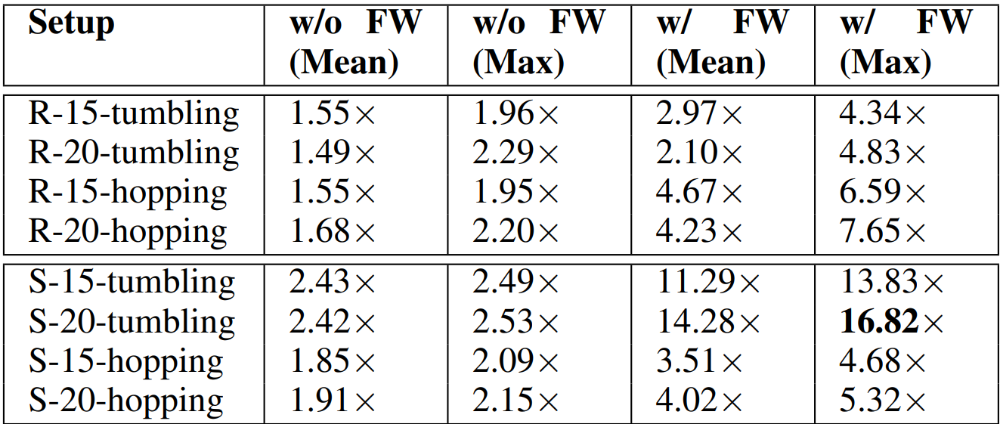 Setup w/o FW (Mean) w/o FW (Max) w/ FW (Mean) w/ FW (Max)
R-15-tumbling 1.55× 1.96× 2.97× 4.34×
R-20-tumbling 1.49× 2.29× 2.10× 4.83×
R-15-hopping 1.55× 1.95× 4.67× 6.59×
R-20-hopping 1.68× 2.20× 4.23× 7.65×
S-15-tumbling 2.43× 2.49× 11.29× 13.83×
S-20-tumbling 2.42× 2.53× 14.28× 16.82×
S-15-hopping 1.85× 2.09× 3.51× 4.68×
S-20-hopping 1.91× 2.15× 4.02× 5.32×